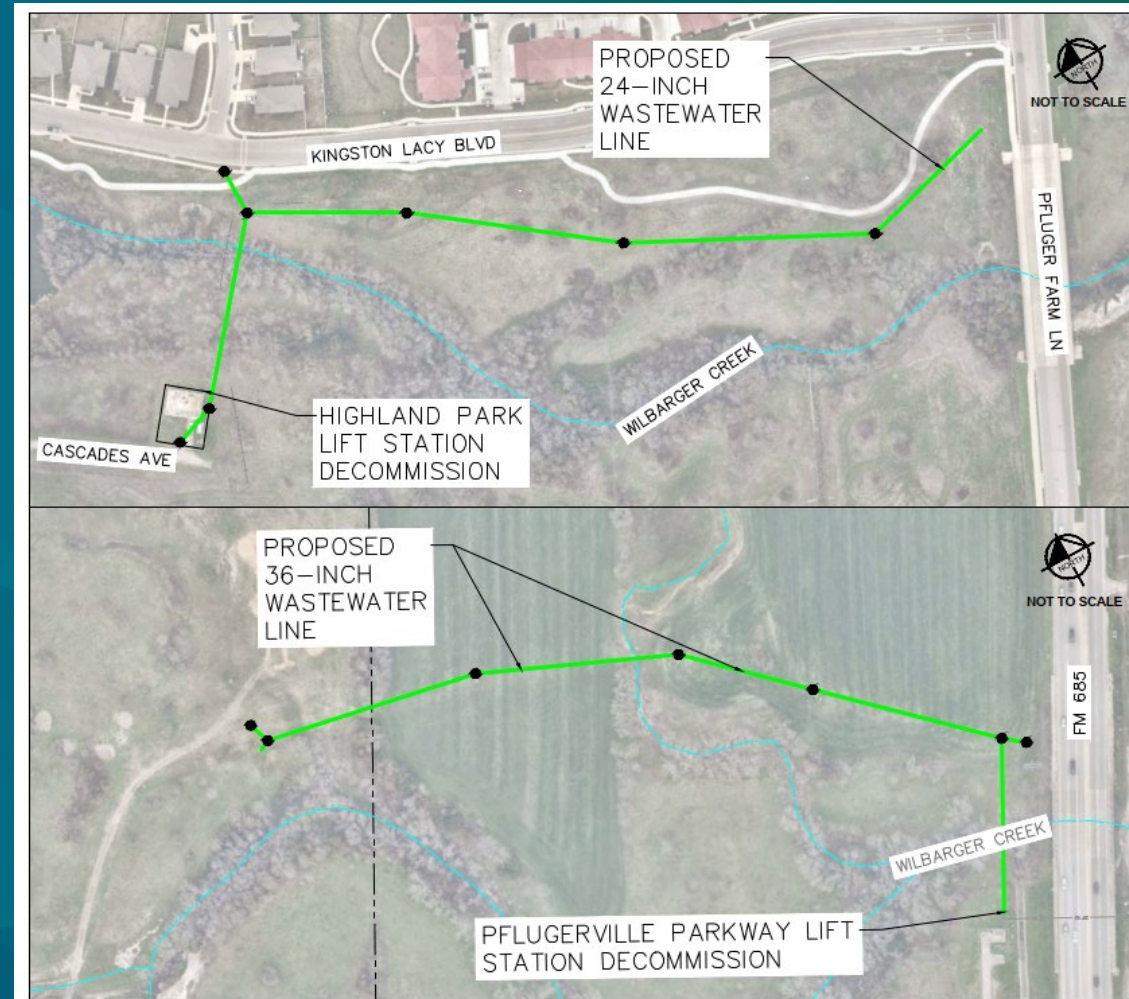 PROPOSED
24-INCH
WASTEWATER
LINE
NORTH
NOT TO SCALE
KINGSTON LACY BLVD
PFLUGER FARM LN
WILBARGER CREEK
HIGHLAND PARK
LIFT STATION
DECOMMISSION
CASCADES AVE
PROPOSED
36-INCH
WASTEWATER
LINE
NORTH
NOT TO SCALE
FM 685
WILBARGER CREEK
PFLUGERVILLE PARKWAY LIFT
STATION DECOMMISSION